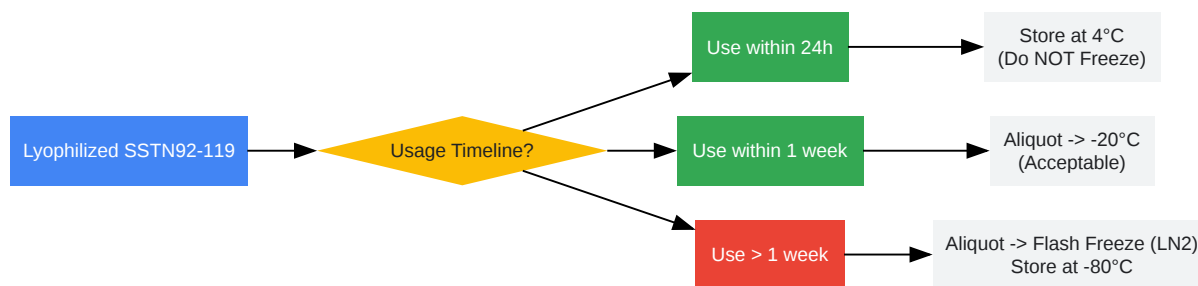 Lyophilized SSTN92-119
Usage Timeline?
Use within 24h
Store at 4°C
(Do NOT Freeze)
Use within 1 week
Aliquot -> -20°C
(Acceptable)
Use > 1 week
Aliquot -> Flash Freeze (LN2)
Store at -80°C